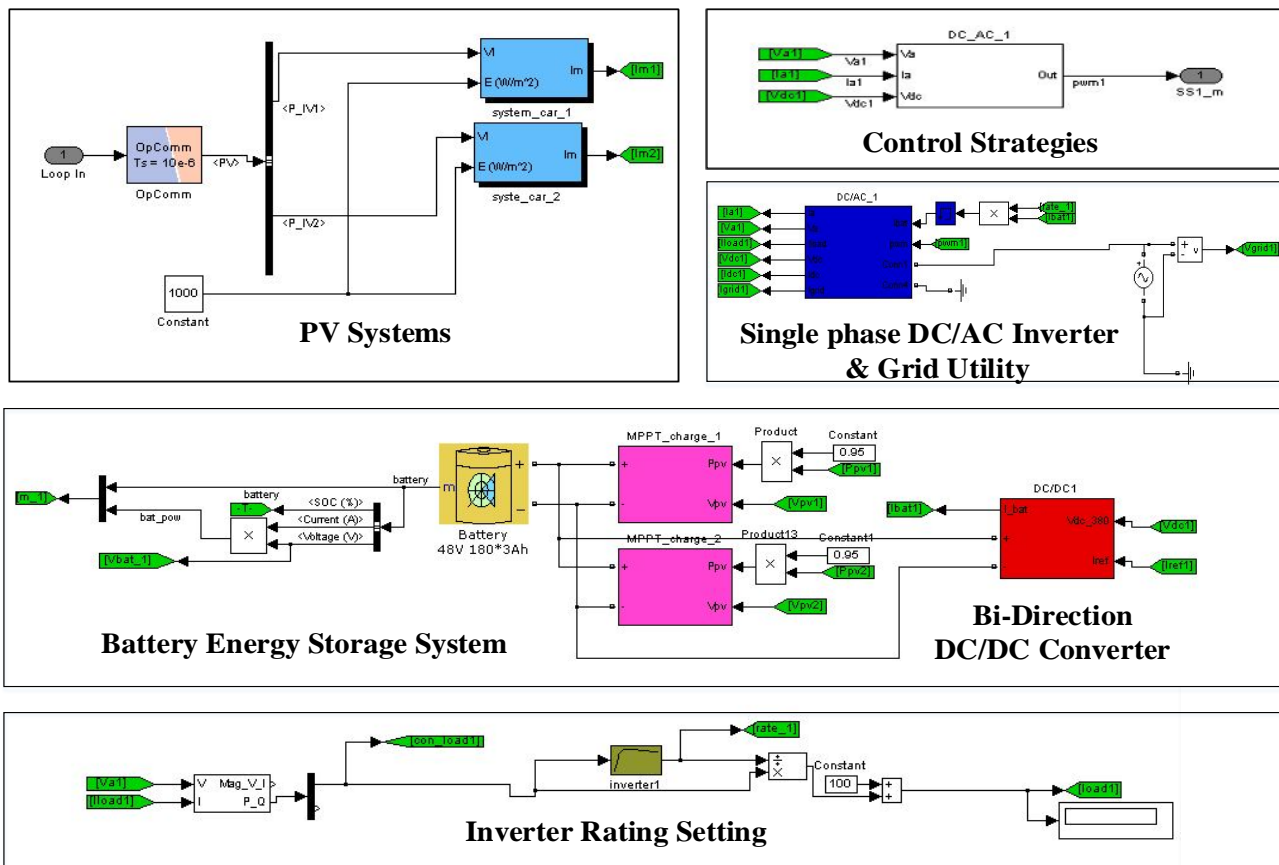 <P_IV1>
VI
E (W/m^2)
Im
[Im1]
system_car_1
1
Loop In
OpComm
Ts = 10e-6
OpComm
<PV>
VI
E (W/m^2)
Im
[Im2]
syste_car_2
<P_IV2>
1000
Constant
PV Systems
DC_AC_1
[Va1]
Va1
Va
[Ia1]
Ia1
Ia
[Vdc1]
Vdc1
Vdc
Out
pwm1
1
SS1_m
Control Strategies
DC/AC_1
[Ia1]
[Va1]
[Iload1]
[Vdc1]
[Idc1]
[Igrid1]
×
[rate_1]
[Ibat1]
[pwm1]
+
-
v
[Vgrid1]
Single phase DC/AC Inverter
& Grid Utility
[m_1]
battery
bat_pow
-T-
×
[Vbat_1]
<SOC (%)>
<Current (A)>
<Voltage (V)>
battery
m
+
−
Battery
48V 180*3Ah
MPPT_charge_1
+
-
Ppv
Vpv
Product
×
Constant
0.95
[Ppv1]
[Vpv1]
MPPT_charge_2
+
-
Ppv
Vpv
Product13
×
Constant1
0.95
[Ppv2]
[Vpv2]
DC/DC1
[Ibat1]
I_bat
+
-
Vdc_380
Iref
[Vdc1]
[Iref1]
Battery Energy Storage System
Bi-Direction
DC/DC Converter
[Va1]
[Iload1]
V
I
Mag_V_I
P_Q
[con_load1]
inverter1
[rate_1]
÷
×
Constant
100
+
+
[load1]
Inverter Rating Setting